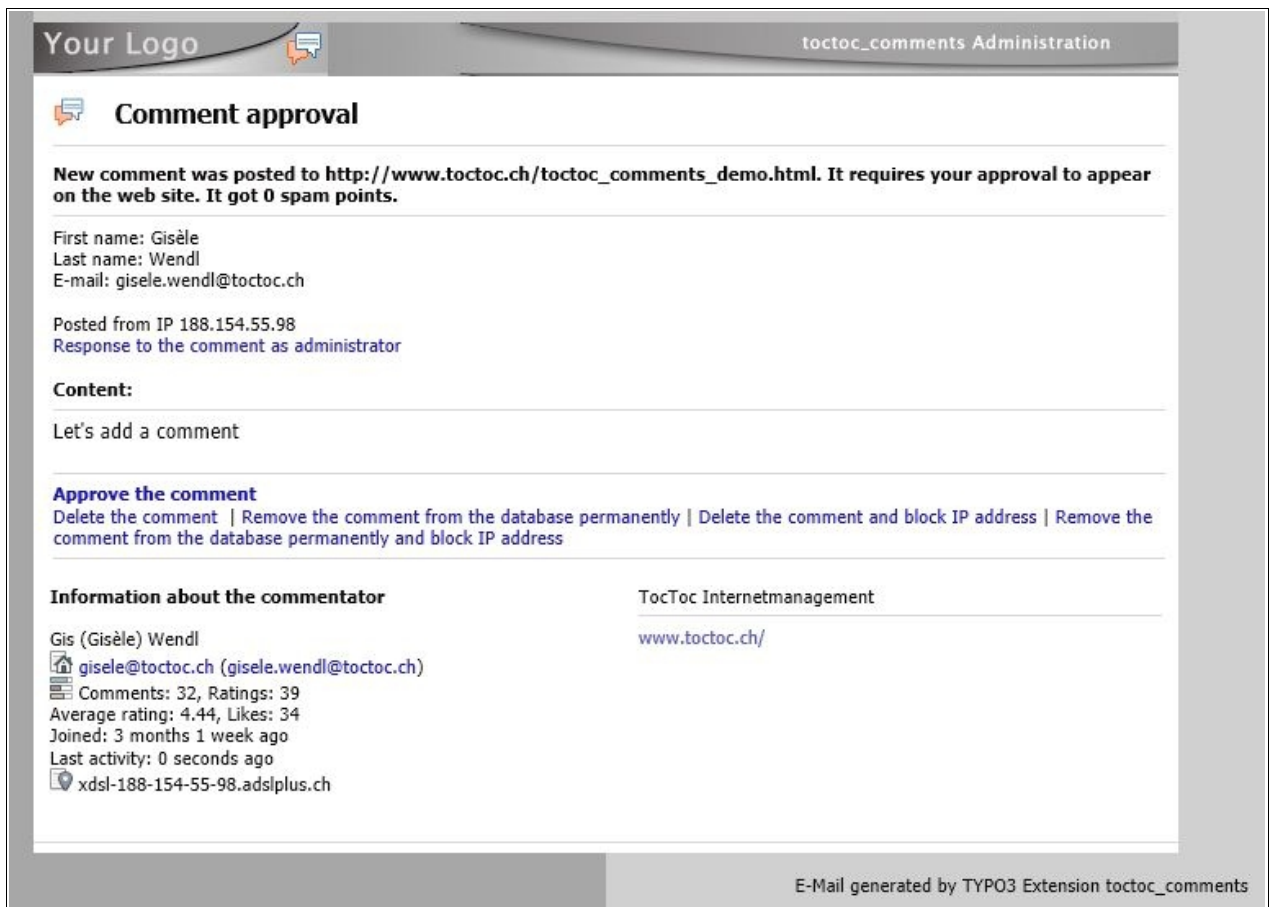 Your Logo
toctoc_comments Administration
Comment approval
New comment was posted to http://www.toctoc.ch/toctoc_comments_demo.html. It requires your approval to appear
on the web site. It got 0 spam points.
First name: Gisèle
Last name: Wendl
E-mail: gisele.wendl@toctoc.ch
Posted from IP 188.154.55.98
Response to the comment as administrator
Content:
Let's add a comment
Approve the comment
Delete the comment | Remove the comment from the database permanently | Delete the comment and block IP address | Remove the
comment from the database permanently and block IP address
Information about the commentator
Gis (Gisèle) Wendl
gisele@toctoc.ch (gisele.wendl@toctoc.ch)
Comments: 32, Ratings: 39
Average rating: 4.44, Likes: 34
Joined: 3 months 1 week ago
Last activity: 0 seconds ago
xdsl-188-154-55-98.adslplus.ch
TocToc Internetmanagement
www.toctoc.ch/
E-Mail generated by TYPO3 Extension toctoc_comments